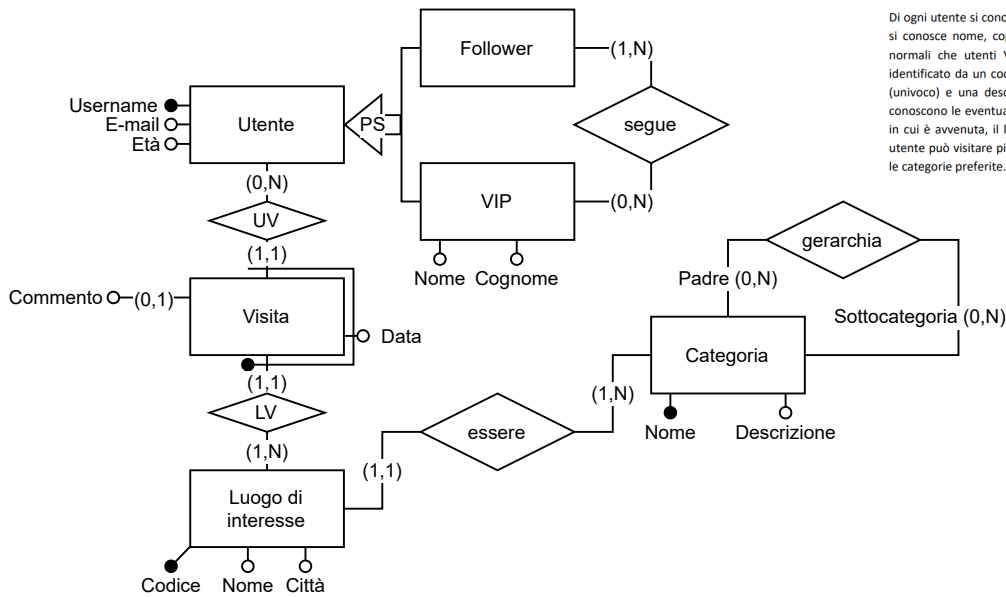 Di ogni utente si cono
si conosce nome, cog
normali che utenti V
identificato da un coc
(univoco) e una desc
conoscono le eventua
in cui è avvenuta, il l
utente può visitare pi
le categorie preferite.
Follower
(1,N)
Username
E-mail
Età
Utente
PS
segue
(0,N)
VIP
(0,N)
UV
(1,1)
Nome
Cognome
gerarchia
Padre (0,N)
Commento
(0,1)
Visita
Data
Sottocategoria (0,N)
Categoria
(1,1)
(1,N)
LV
essere
Nome
Descrizione
(1,N)
(1,1)
Luogo di
interesse
Codice
Nome
Città